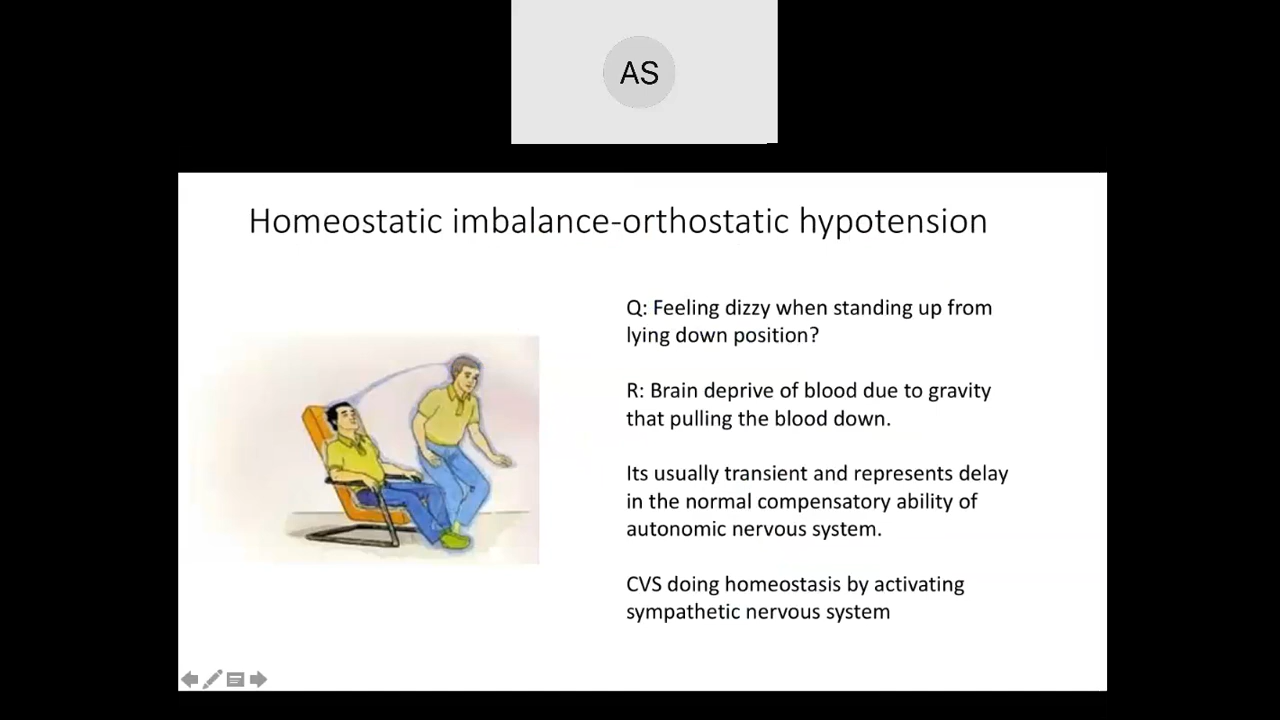 AS
Homeostatic imbalance-orthostatic hypotension
Q: Feeling dizzy when standing up from
lying down position?
R: Brain deprive of blood due to gravity
that pulling the blood down.
Its usually transient and represents delay
in the normal compensatory ability of
autonomic nervous system.
CVS doing homeostasis by activating
sympathetic nervous system